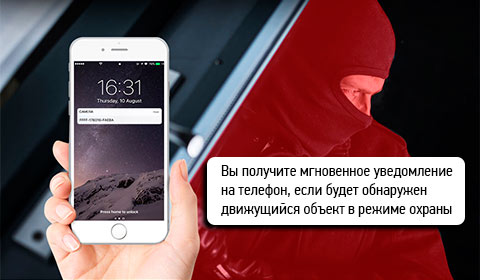 16:31
Thursday, 10 August
CAMERA
Press home to unlock
Вы получите мгновенное уведомление
на телефон, если будет обнаружен
движущийся объект в режиме охраны